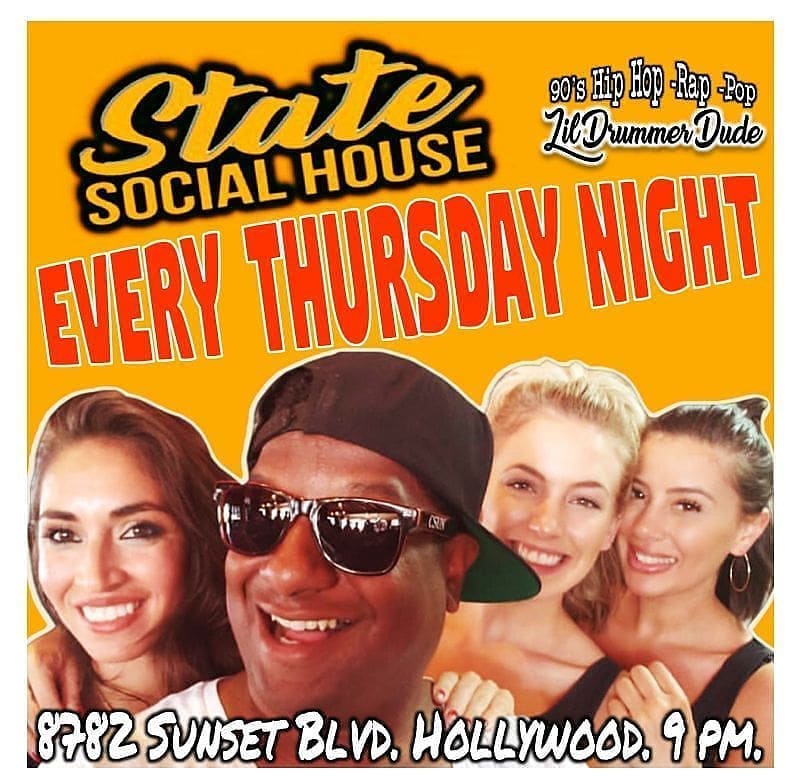 State
SOCIAL HOUSE
90's Hip Hop -Rap -Pop
Lil Drummer Dude
EVERY THURSDAY NIGHT
8782 SUNSET BLVD. HOLLYWOOD. 9 PM.